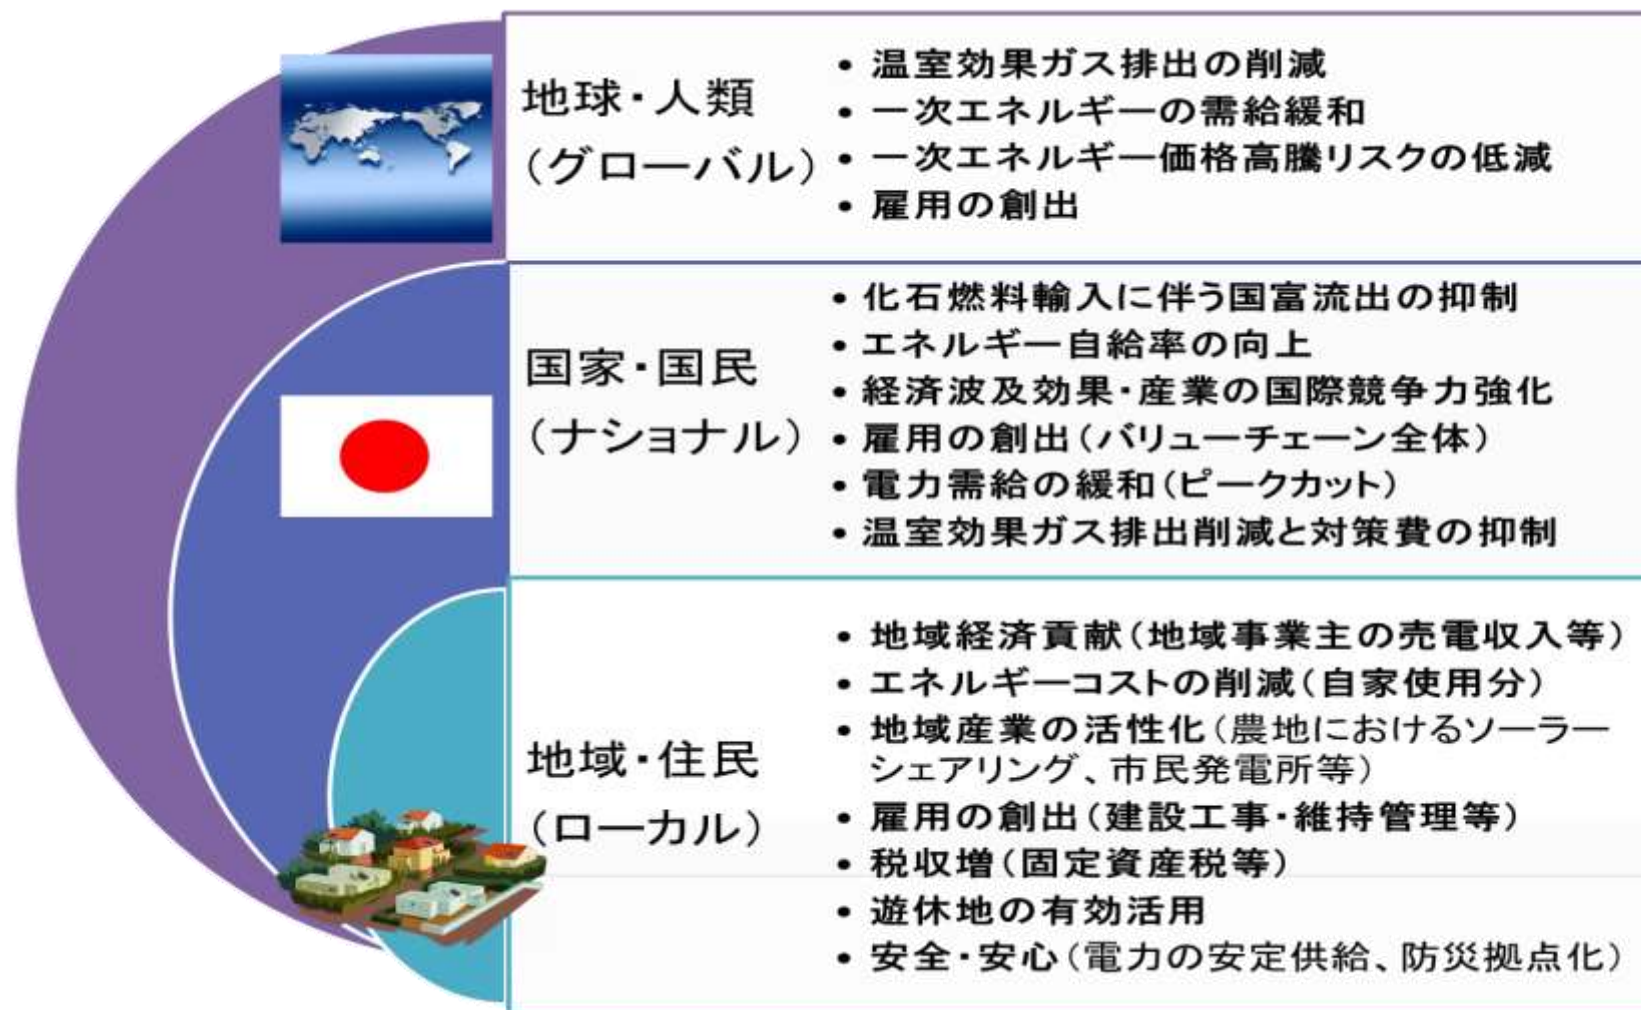 地球・人類
（グローバル）
• 温室効果ガス排出の削減
• 一次エネルギーの需給緩和
• 一次エネルギー価格高騰リスクの低減
• 雇用の創出
国家・国民
（ナショナル）
• 化石燃料輸入に伴う国富流出の抑制
• エネルギー自給率の向上
• 経済波及効果・産業の国際競争力強化
• 雇用の創出（バリューチェーン全体）
• 電力需給の緩和（ピークカット）
• 温室効果ガス排出削減と対策費の抑制
地域・住民
（ローカル）
• 地域経済貢献（地域事業主の売電収入等）
• エネルギーコストの削減（自家使用分）
• 地域産業の活性化（農地におけるソーラー
シェアリング、市民発電所等）
• 雇用の創出（建設工事・維持管理等）
• 税収増（固定資産税等）
• 遊休地の有効活用
• 安全・安心（電力の安定供給、防災拠点化）